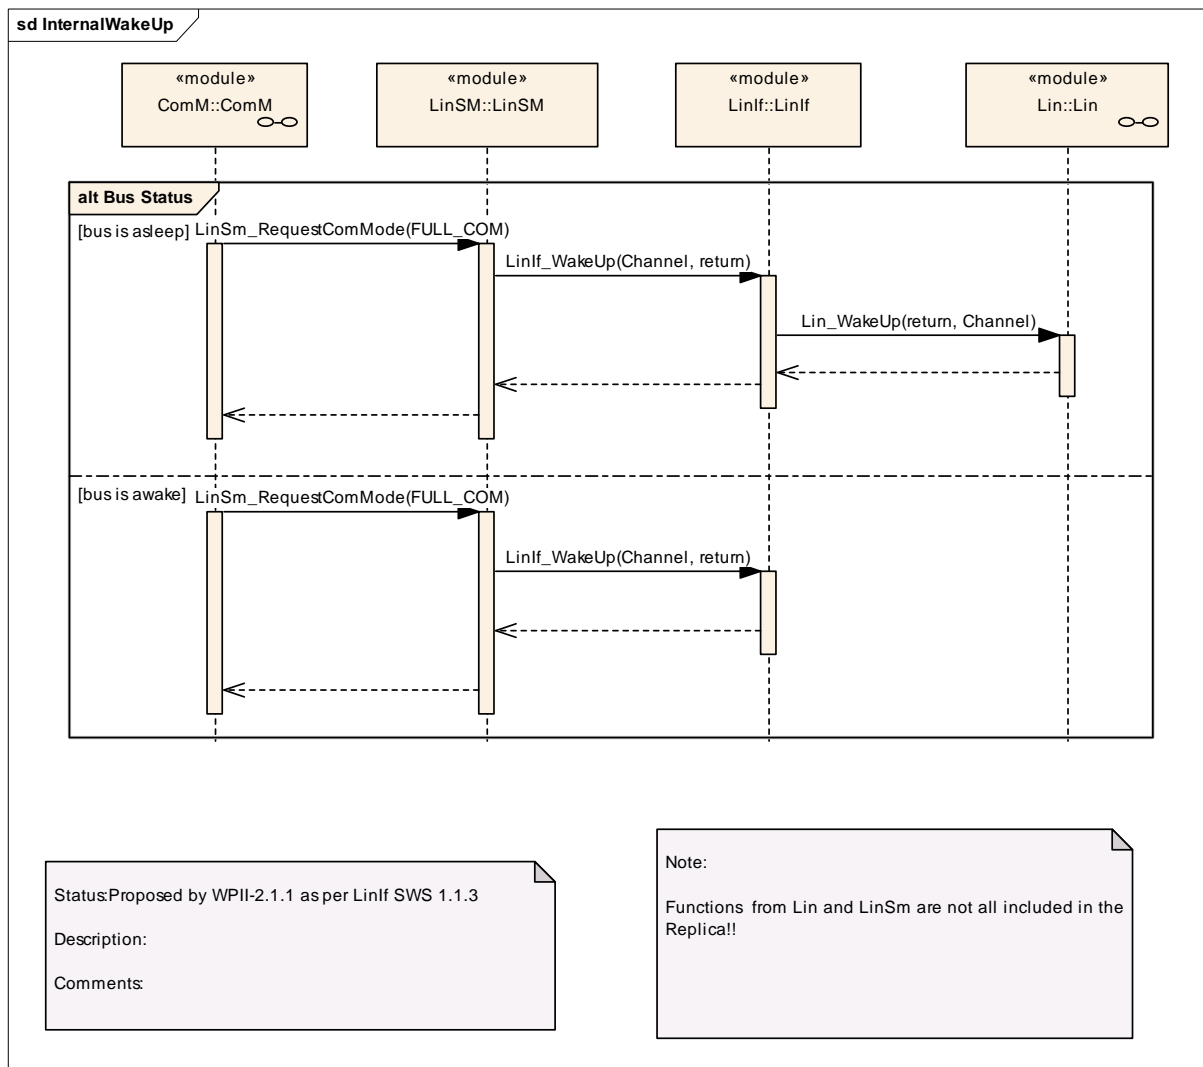 sd InternalWakeUp
«module»
ComM::ComM
«module»
LinSM::LinSM
«module»
LinIf::LinIf
«module»
Lin::Lin
alt Bus Status
[bus is asleep]
LinSm_RequestComMode(FULL_COM)
LinIf_WakeUp(Channel, return)
Lin_WakeUp(return, Channel)
[bus is awake]
LinSm_RequestComMode(FULL_COM)
LinIf_WakeUp(Channel, return)
Status:Proposed by WPII-2.1.1 as per LinIf SWS 1.1.3
Description:
Comments:
Note:
Functions from Lin and LinSm are not all included in the
Replica!!